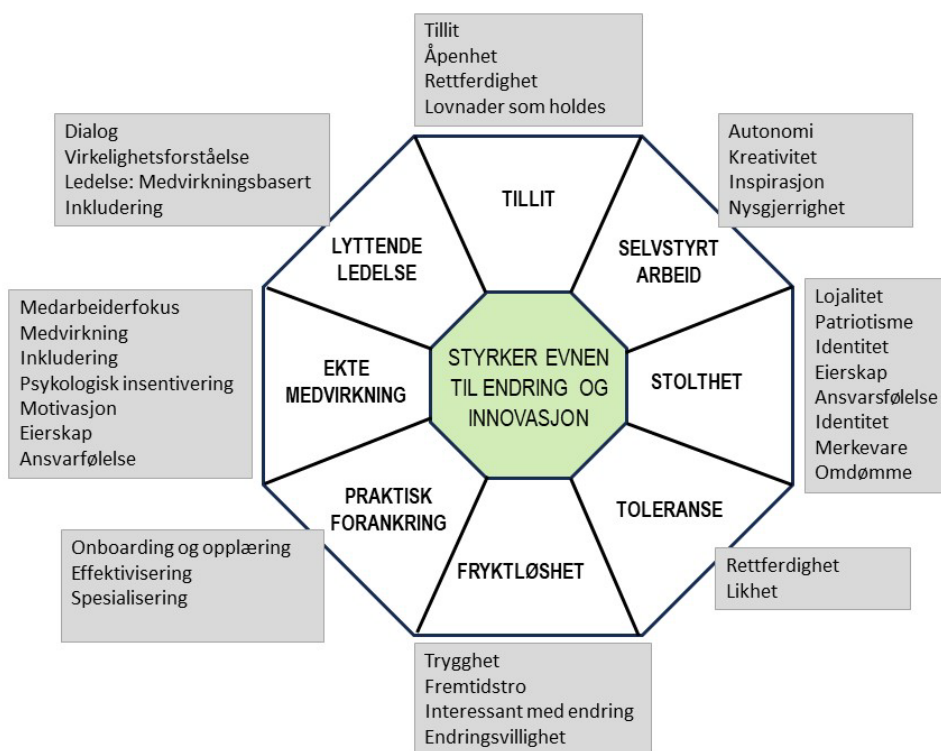 Tillit
Åpenhet
Rettferdighet
Lovnader som holdes
Dialog
Virkelighetsforståelse
Ledelse: Medvirkningsbasert
Inkludering
Autonomi
Kreativitet
Inspirasjon
Nysgjerrighet
TILLIT
LYTTENDE
LEDELSE
SELVSTYRT
ARBEID
Medarbeiderfokus
Medvirkning
Inkludering
Psykologisk insentivering
Motivasjon
Eierskap
Ansvarfølelse
EKTE
MEDVIRKNING
STYRKER EVNEN
TIL ENDRING OG
INNOVASJON
STOLTHET
Lojalitet
Patriotisme
Identitet
Eierskap
Ansvarsfølelse
Identitet
Merkevare
Omdømme
PRAKTISK
FORANKRING
FRYKTLØSHET
TOLERANSE
Onboarding og opplæring
Effektivisering
Spesialisering
Rettferdighet
Likhet
Trygghet
Fremtidstro
Interessant med endring
Endringsvillighet